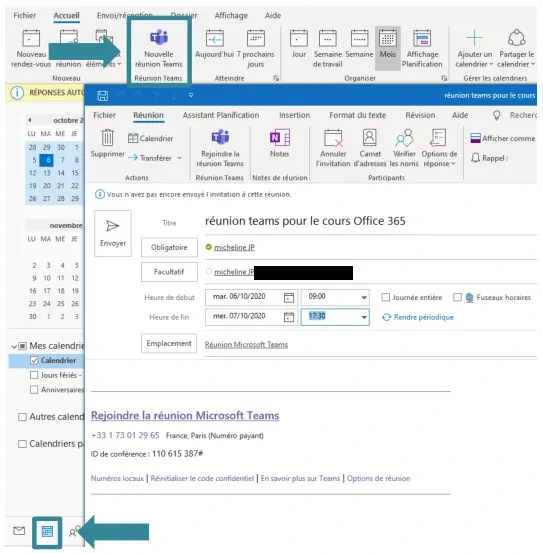 Fichier Accueil Envoi/réception Dossier Affichage Aide
Nouveau rendez-vous
réunion
éléments
Nouvelle réunion Teams
Aujourd'hui 7 prochains jours
Jour Semaine de travail Semaine Mois Affichage Planification
Ajouter un calendrier Partager le calendrier
Nouveau Réunion Teams Atteindre Organiser Gérer les calendriers
RÉPONSES AUTO
réunion teams pour le cours
octobre 2
LU MA ME JE
28 29 30 1
5 6 7 8
12 13 14 15
19 20 21 22
26 27 28 29
novembre
LU MA ME JE
2 3 4 5
9 10 11 12
16 17 18 19
23 24 25 26
30 1 2 3
Mes calendrie
Calendrier
Jours fériés -
Anniversaires
Autres calend
Calendriers pa
Fichier Réunion Assistant Planification Insertion Format du texte Révision Aide Recherc
Supprimer
Calendrier
Transférer
Rejoindre la réunion Teams
Notes
Annuler l'invitation
Carnet d'adresses
Vérifier les noms
Options de réponse
Afficher comme
Rappel :
Actions Réunion Teams Notes de réunion Participants
Vous n'avez pas encore envoyé l'invitation à cette réunion.
Envoyer
Titre réunion teams pour le cours Office 365
Obligatoire micheline JP
Facultatif micheline JP
Heure de début mar. 06/10/2020 09:00 Journée entière Fuseaux horaires
Heure de fin mer. 07/10/2020 17:30 Rendre périodique
Emplacement Réunion Microsoft Teams
Rejoindre la réunion Microsoft Teams
+33 1 73 01 29 65 France, Paris (Numéro payant)
ID de conférence : 110 615 387#
Numéros locaux | Réinitialiser le code confidentiel | En savoir plus sur Teams | Options de réunion